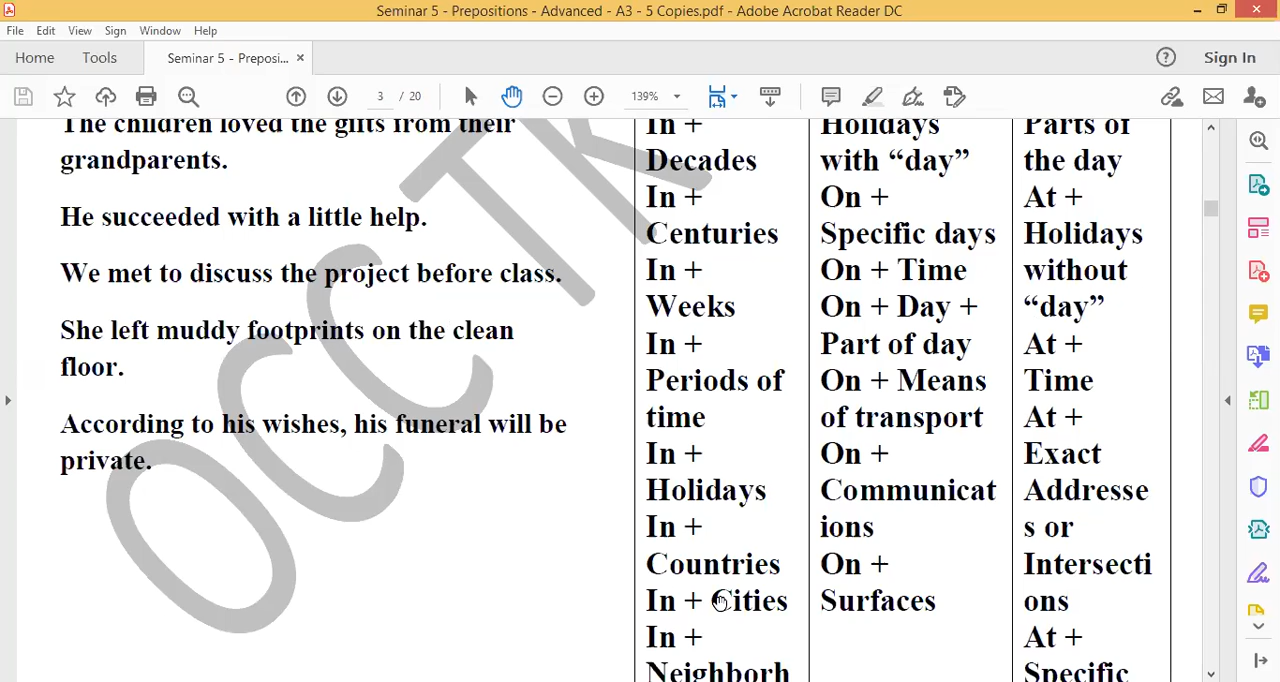 Seminar 5 - Prepositions - Advanced - A3 - 5 Copies.pdf - Adobe Acrobat Reader DC
File Edit View Sign Window Help
Home Tools Seminar 5 - Preposi... × Sign In
3 / 20 139%
The children loved the gifts from their
grandparents.
He succeeded with a little help.
We met to discuss the project before class.
She left muddy footprints on the clean
floor.
According to his wishes, his funeral will be
private.
OCC TK
In +
Decades
In +
Centuries
In +
Weeks
In +
Periods of
time
In +
Holidays
In +
Countries
In + Cities
In +
Neighborh
Holidays
with “day”
On +
Specific days
On + Time
On + Day +
Part of day
On + Means
of transport
On +
Communicat
ions
On +
Surfaces
Parts of
the day
At +
Holidays
without
“day”
At +
Time
At +
Exact
Addresse
s or
Intersecti
ons
At +
Specific